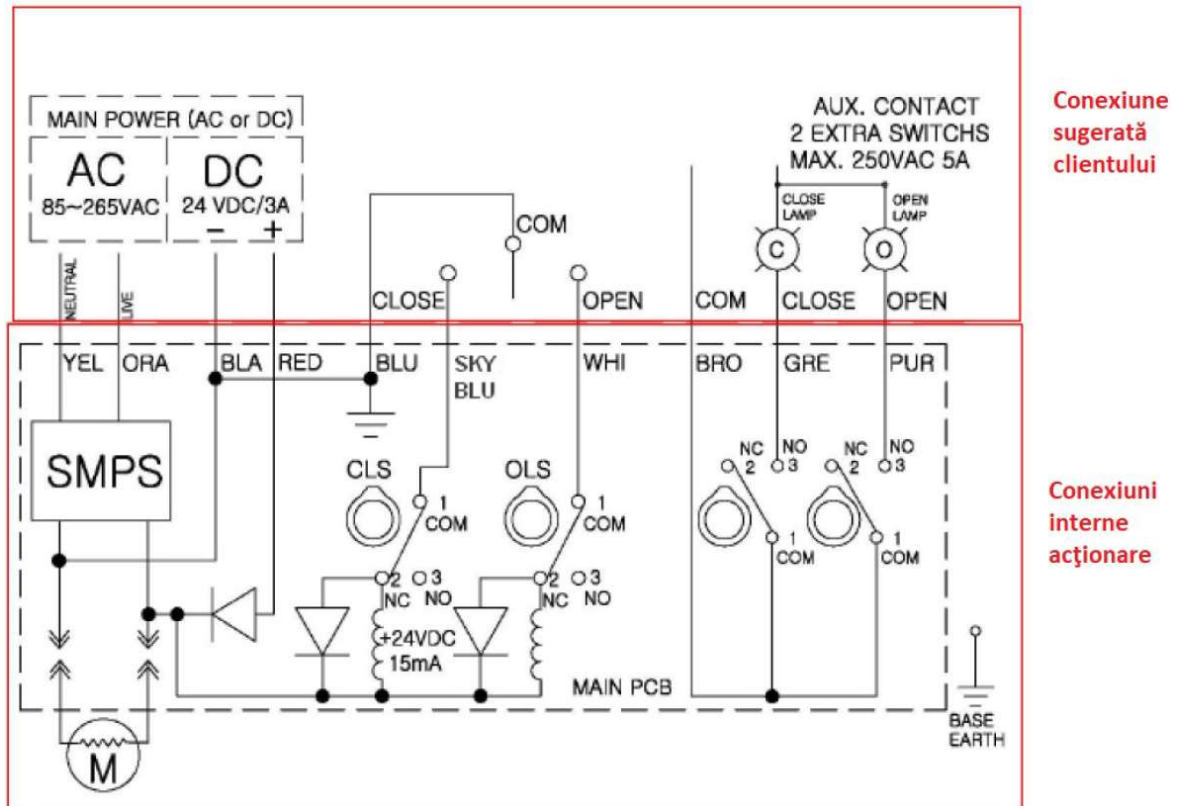 MAIN POWER (AC or DC)
AC
85~265VAC
DC
24 VDC/3A
− +
NEUTRAL
LIVE
COM
CLOSE
OPEN
AUX. CONTACT
2 EXTRA SWITCHS
MAX. 250VAC 5A
CLOSE
LAMP
OPEN
LAMP
C
O
COM
CLOSE
OPEN
Conexiune
sugerată
clientului
YEL
ORA
BLA
RED
BLU
SKY
BLU
WHI
BRO
GRE
PUR
SMPS
CLS
1
COM
2
3
NC
NO
+24VDC
15mA
OLS
1
COM
2
3
NC
NO
NC
2
NO
3
1
COM
NC
2
NO
3
1
COM
MAIN PCB
M
BASE
EARTH
Conexiuni
interne
acţionare